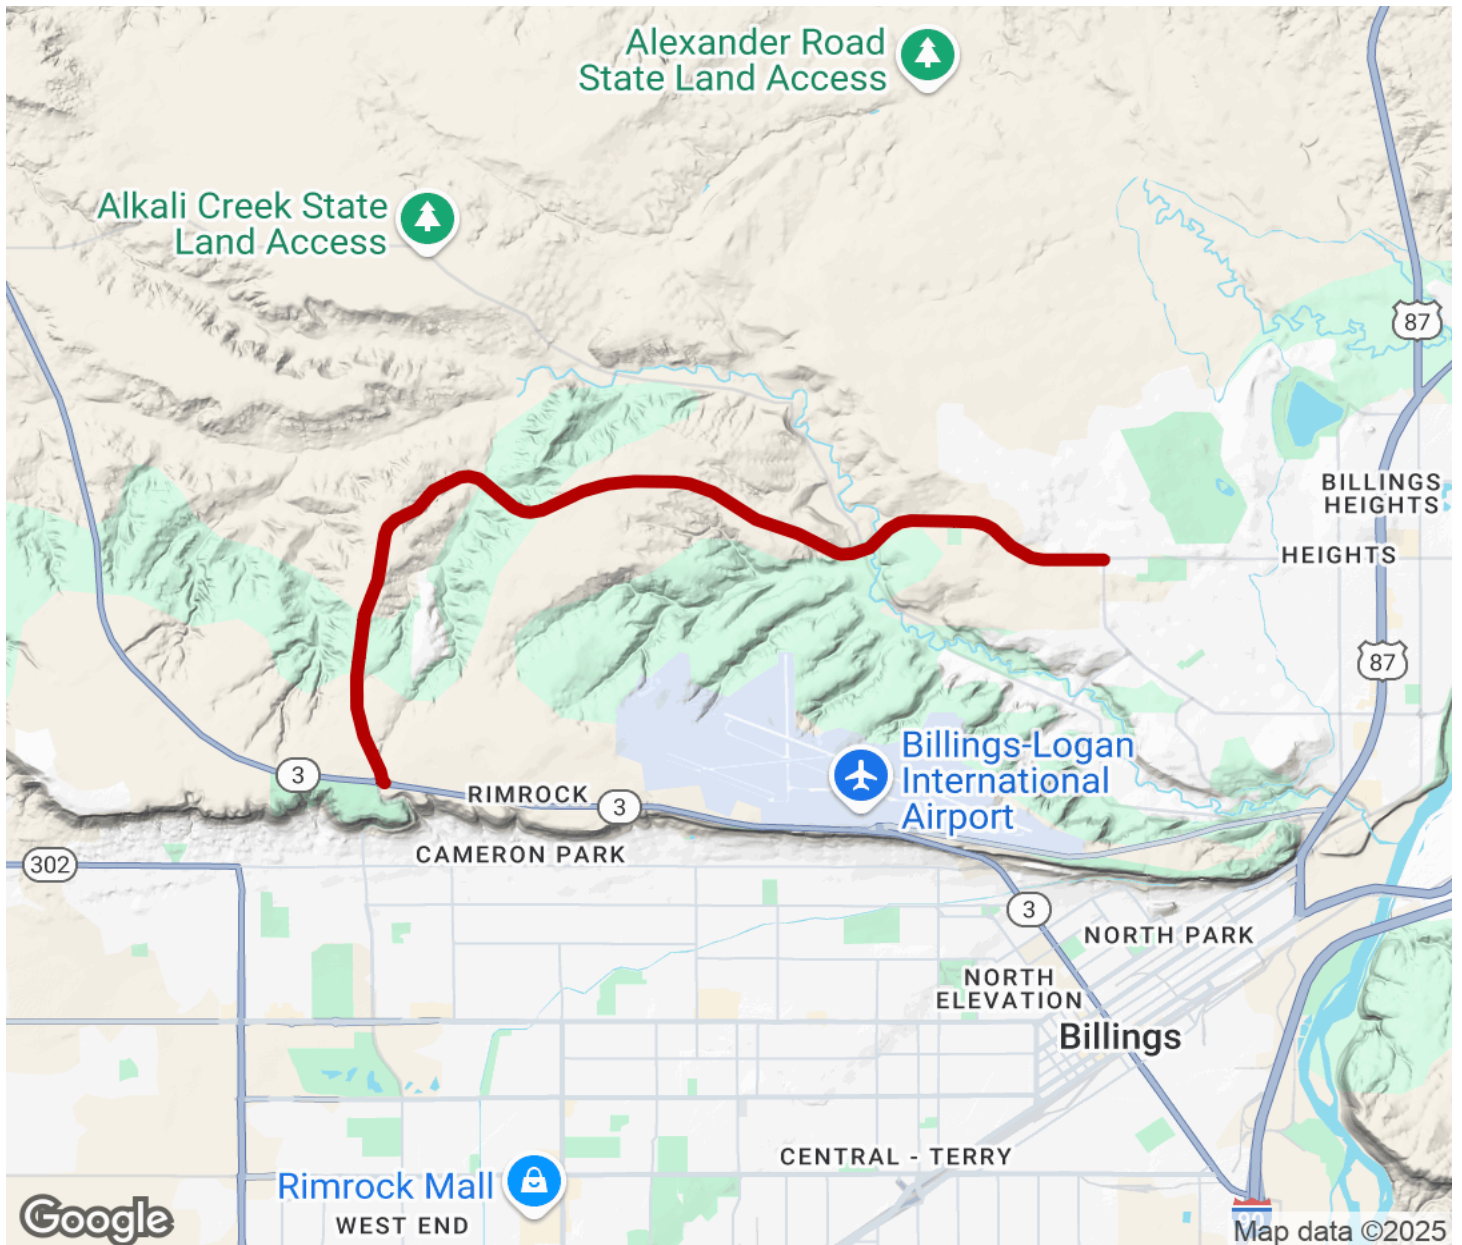 Alexander Road
State Land Access
Alkali Creek State
Land Access
87
BILLINGS
HEIGHTS
HEIGHTS
87
Billings-Logan
International
Airport
3
RIMROCK
3
CAMERON PARK
302
3
NORTH PARK
NORTH
ELEVATION
Billings
CENTRAL - TERRY
Rimrock Mall
WEST END
Google
90
Map data ©2025